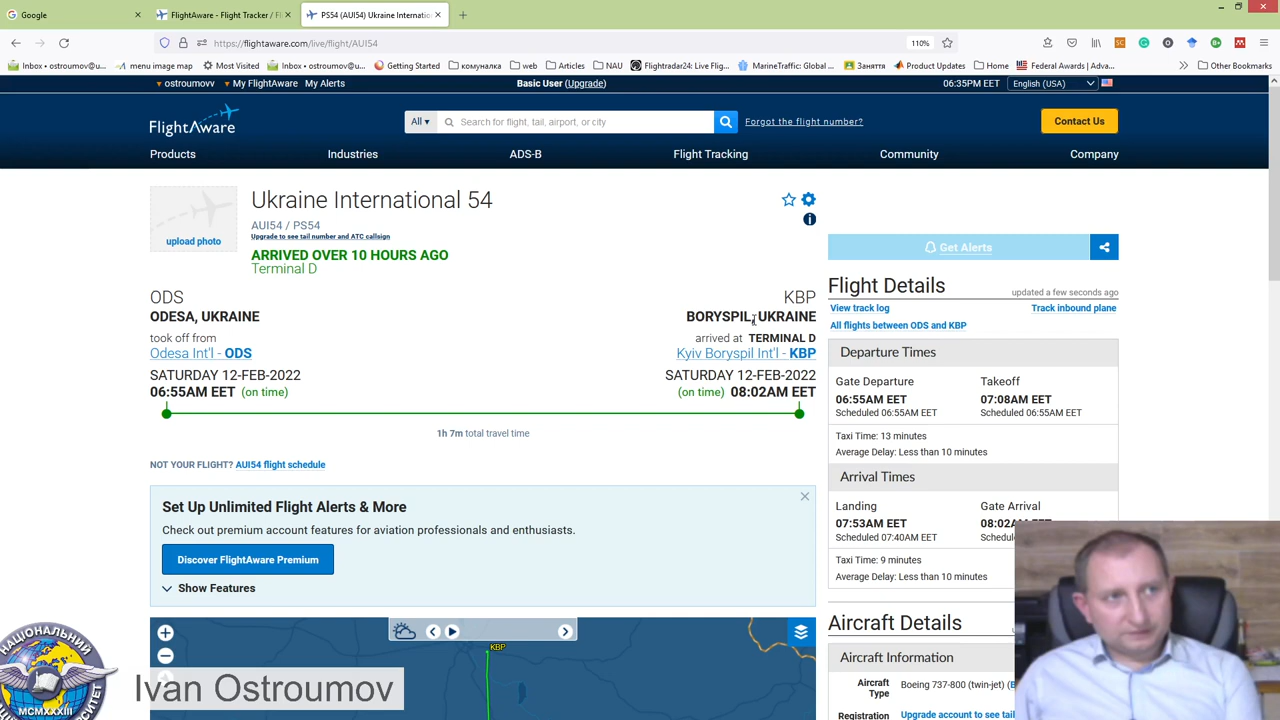 Google
FlightAware - Flight Tracker / Fl
PS54 (AUI54) Ukraine Internatio
https://flightaware.com/live/flight/AUI54
110%
Inbox • ostroumov@u...
menu image map
Most Visited
Inbox • ostroumov@u...
Getting Started
комуналка
web
Articles
NAU
Flightradar24: Live Flig...
MarineTraffic: Global ...
Заняття
Product Updates
Home
Federal Awards | Adva...
Other Bookmarks
ostroumovv
My FlightAware
My Alerts
Basic User (Upgrade)
06:35PM EET
English (USA)
FlightAware
All
Search for flight, tail, airport, or city
Forgot the flight number?
Contact Us
Products
Industries
ADS-B
Flight Tracking
Community
Company
upload photo
Ukraine International 54
AUI54 / PS54
Upgrade to see tail number and ATC callsign
ARRIVED OVER 10 HOURS AGO
Terminal D
ODS
KBP
ODESA, UKRAINE
BORYSPIL, UKRAINE
took off from
arrived at TERMINAL D
Odesa Int'l - ODS
Kyiv Boryspil Int'l - KBP
SATURDAY 12-FEB-2022
SATURDAY 12-FEB-2022
06:55AM EET (on time)
(on time) 08:02AM EET
1h 7m total travel time
NOT YOUR FLIGHT? AUI54 flight schedule
Set Up Unlimited Flight Alerts & More
Check out premium account features for aviation professionals and enthusiasts.
Discover FlightAware Premium
Show Features
KBP
Get Alerts
Flight Details
updated a few seconds ago
View track log
Track inbound plane
All flights between ODS and KBP
Departure Times
Gate Departure
Takeoff
06:55AM EET
07:08AM EET
Scheduled 06:55AM EET
Scheduled 06:55AM EET
Taxi Time: 13 minutes
Average Delay: Less than 10 minutes
Arrival Times
Landing
Gate Arrival
07:53AM EET
08:02AM EET
Scheduled 07:40AM EET
Sched
Taxi Time: 9 minutes
Average Delay: Less than 10 minutes
Aircraft Details
Aircraft Information
Aircraft
Type
Boeing 737-800 (twin-jet)
Registration
Upgrade account to see tail
НАЦІОНАЛЬНИЙ
MCMXXXIII
Ivan Ostroumov